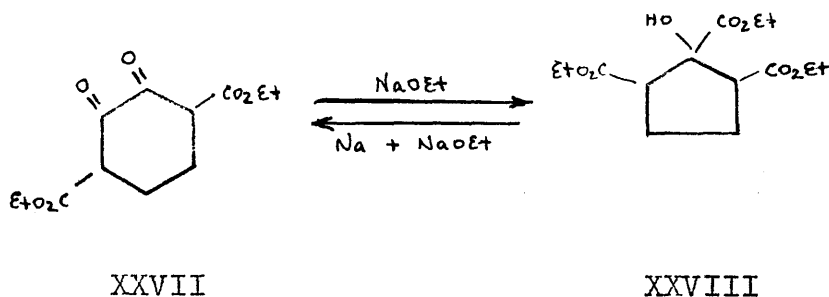 O O
CO2Et
EtO2C
NaOEt
Na + NaOEt
HO CO2Et
EtO2C CO2Et
XXVII XXVIII